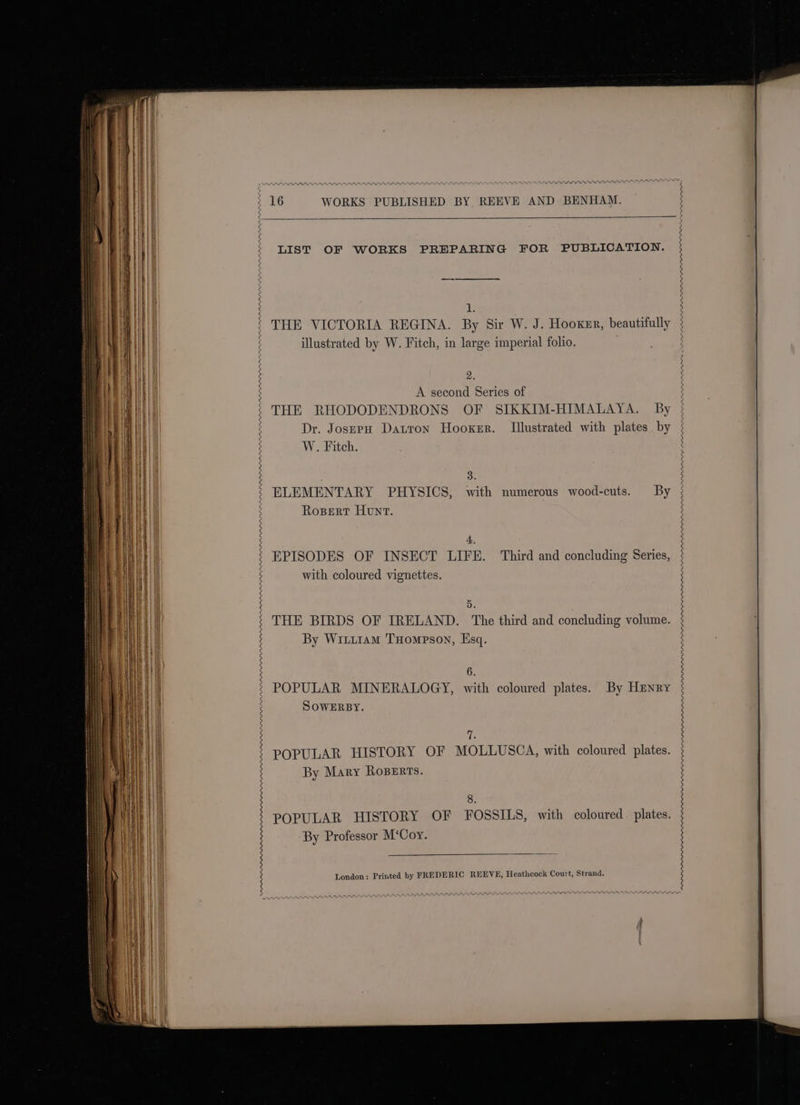 16 WORKS PUBLISHED BY REEVE AND BENHAM.
LIST OF WORKS PREPARING FOR PUBLICATION.
1.
THE VICTORIA REGINA. By Sir W. J. HOOKER, beautifully
illustrated by W. Fitch, in large imperial folio.
2.
A second Series of
THE RHODODENDRONS OF SIKKIM-HIMALAYA. By
Dr. JOSEPH DALTON HOOKER. Illustrated with plates by
W. Fitch.
3.
ELEMENTARY PHYSICS, with numerous wood-cuts. By
ROBERT HUNT.
4.
EPISODES OF INSECT LIFE. Third and concluding Series,
with coloured vignettes.
5.
THE BIRDS OF IRELAND. The third and concluding volume.
By WILLIAM THOMPSON, Esq.
6.
POPULAR MINERALOGY, with coloured plates. By HENRY
SOWERBY.
7.
POPULAR HISTORY OF MOLLUSCA, with coloured plates.
By MARY ROBERTS.
8.
POPULAR HISTORY OF FOSSILS, with coloured plates.
By Professor M‘COY.
London: Printed by FREDERIC REEVE, Heathcock Court, Strand.